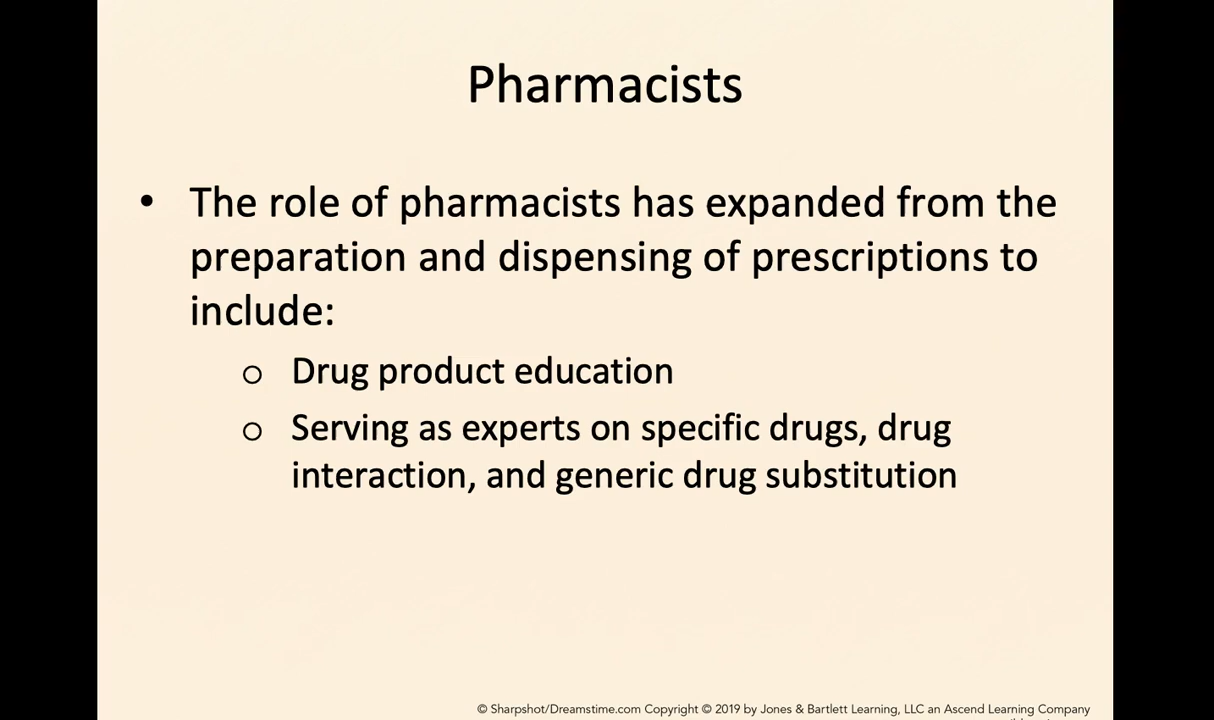 Pharmacists
• The role of pharmacists has expanded from the
preparation and dispensing of prescriptions to
include:
o Drug product education
o Serving as experts on specific drugs, drug
interaction, and generic drug substitution
© Sharpshot/Dreamstime.com Copyright © 2019 by Jones & Bartlett Learning, LLC an Ascend Learning Company